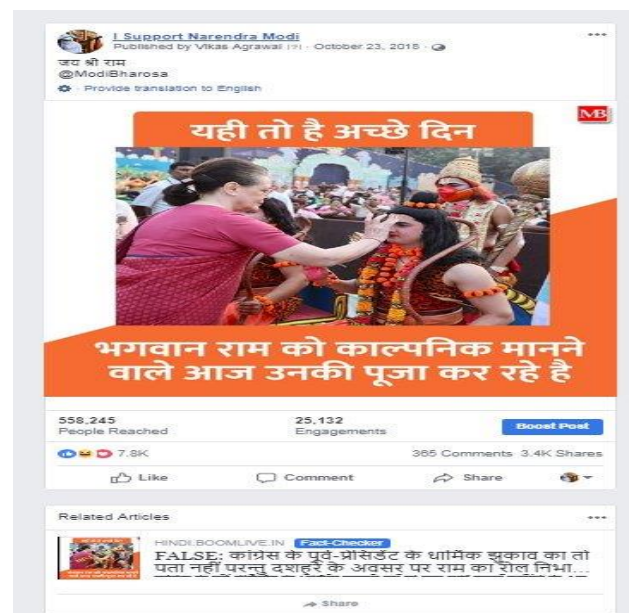 I Support Narendra Modi
Published by Vikas Agrawal [?] · October 23, 2018 ·
जय श्री राम
@ModiBharosa
· Provide translation to English
MB
यही तो है अच्छे दिन
भगवान राम को काल्पनिक मानने
वाले आज उनकी पूजा कर रहे है
558,245 25,132 Boost Post
People Reached Engagements
7.8K 365 Comments 3.4K Shares
Like Comment Share
Related Articles
HINDI.BOOMLIVE.IN Fact-Checker
FALSE: कांग्रेस के पूर्व-प्रेसिडेंट के धार्मिक झुकाव का तो
पता नहीं परन्तु दशहरे के अवसर पर राम का रोल निभा...
Share